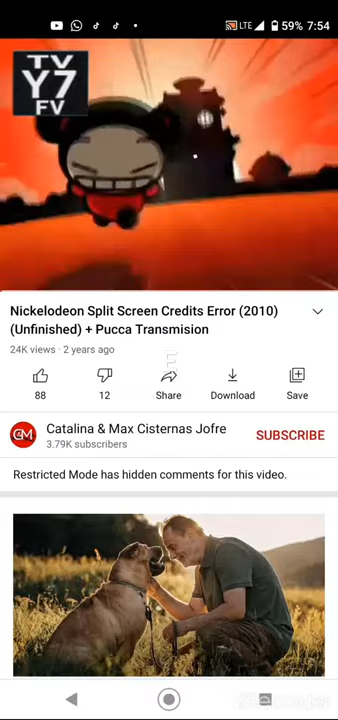 LTE 59% 7:54
TV
Y7
FV
Nickelodeon Split Screen Credits Error (2010)
(Unfinished) + Pucca Transmision
24K views · 2 years ago
88 12 Share Download Save
CM Catalina & Max Cisternas Jofre SUBSCRIBE
3.79K subscribers
Restricted Mode has hidden comments for this video.